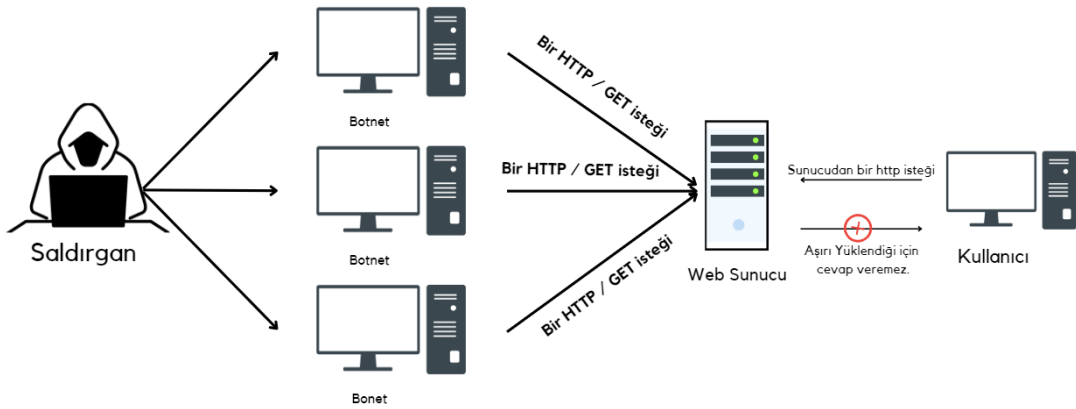 Saldırgan
Botnet
Botnet
Bonet
Bir HTTP / GET isteği
Bir HTTP / GET isteği
Bir HTTP / GET isteği
Web Sunucu
Sunucudan bir http isteği
Aşırı Yüklendiği için
cevap veremez.
Kullanıcı